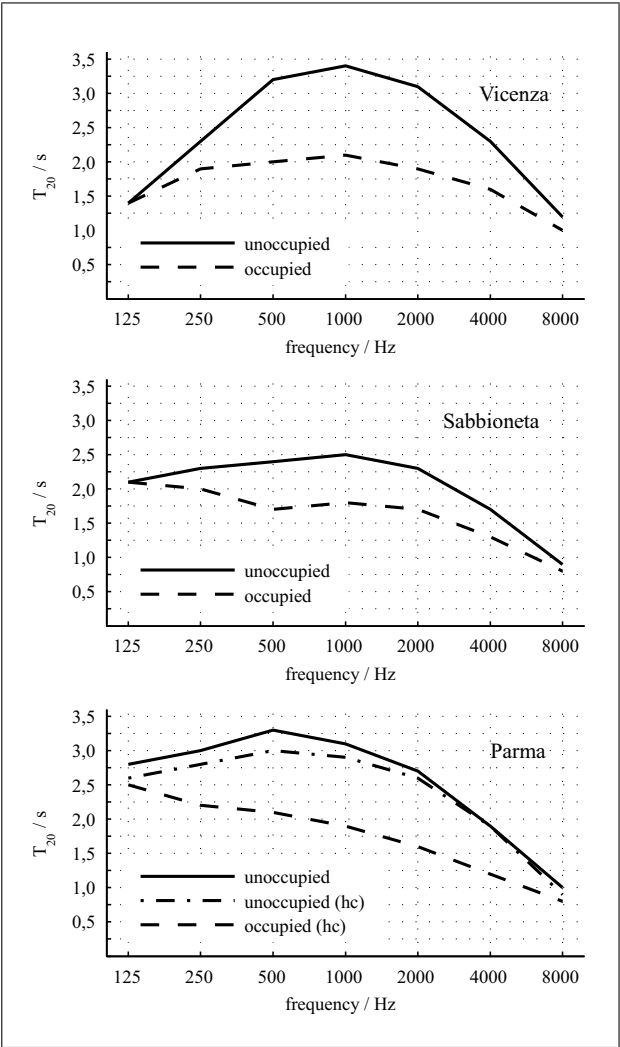 3,5
3,0
2,5
2,0
1,5
1,0
0,5
T20 / s
Vicenza
unoccupied
occupied
125 250 500 1000 2000 4000 8000
frequency / Hz
3,5
3,0
2,5
2,0
1,5
1,0
0,5
T20 / s
Sabbioneta
unoccupied
occupied
125 250 500 1000 2000 4000 8000
frequency / Hz
3,5
3,0
2,5
2,0
1,5
1,0
0,5
T20 / s
Parma
unoccupied
unoccupied (hc)
occupied (hc)
125 250 500 1000 2000 4000 8000
frequency / Hz